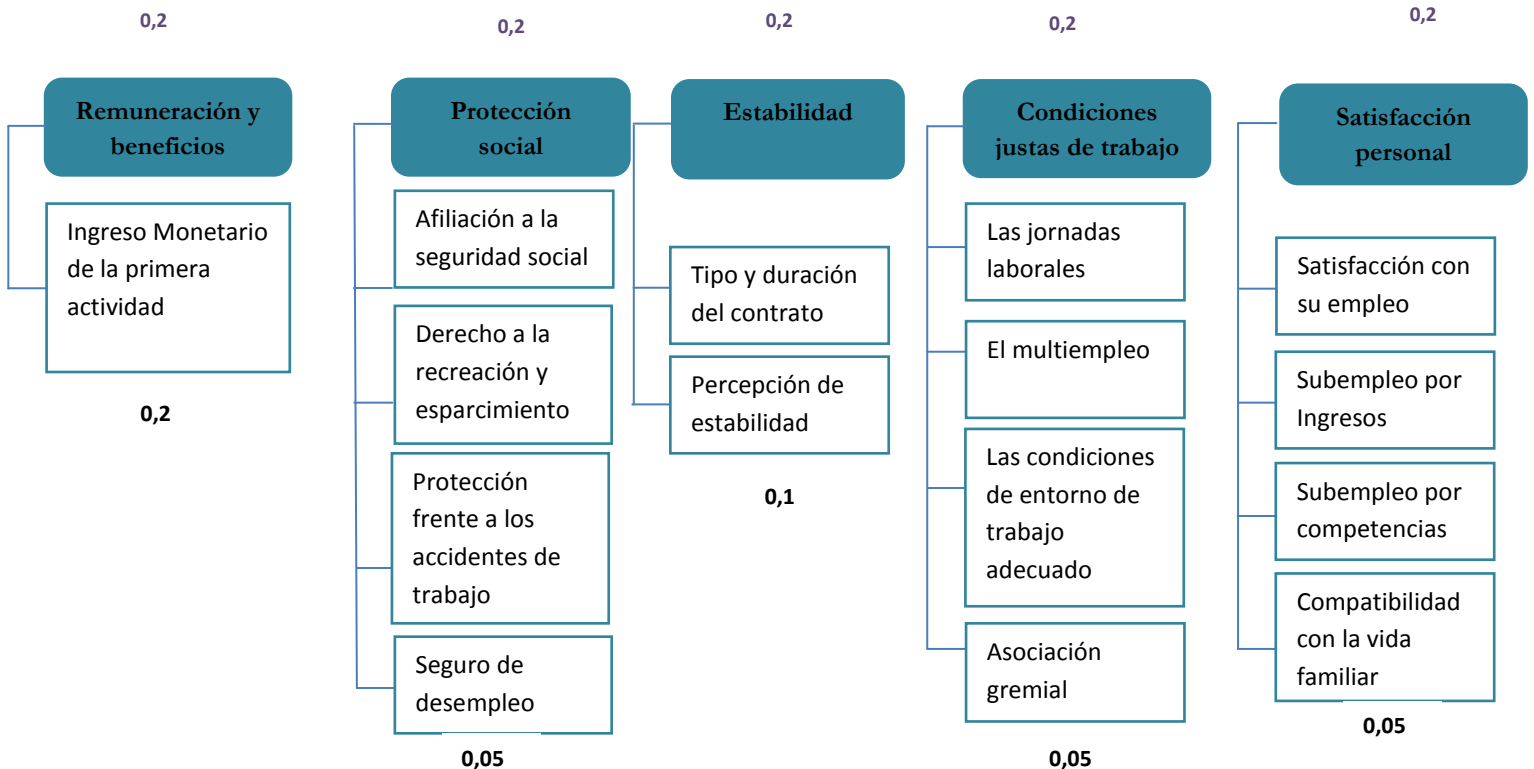 0,2
0,2
0,2
0,2
0,2
Remuneración y
beneficios
Ingreso Monetario
de la primera
actividad
0,2
Protección
social
Afiliación a la
seguridad social
Derecho a la
recreación y
esparcimiento
Protección
frente a los
accidentes de
trabajo
Seguro de
desempleo
0,05
Estabilidad
Tipo y duración
del contrato
Percepción de
estabilidad
0,1
Condiciones
justas de trabajo
Las jornadas
laborales
El multiempleo
Las condiciones
de entorno de
trabajo
adecuado
Asociación
gremial
0,05
Satisfacción
personal
Satisfacción con
su empleo
Subempleo por
Ingresos
Subempleo por
competencias
Compatibilidad
con la vida
familiar
0,05